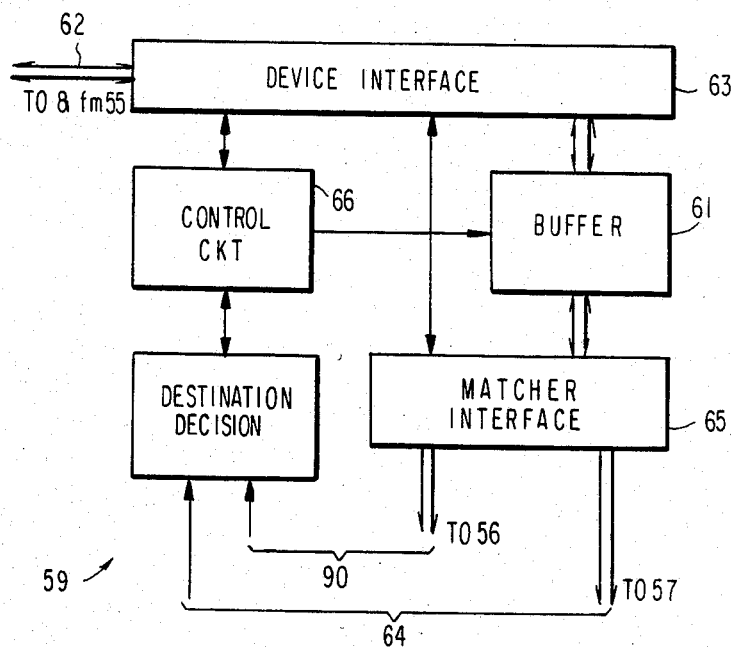 62
DEVICE INTERFACE
63
TO & fm55
66
CONTROL
CKT
BUFFER
61
DESTINATION
DECISION
MATCHER
INTERFACE
65
TO 56
90
59
TO 57
64